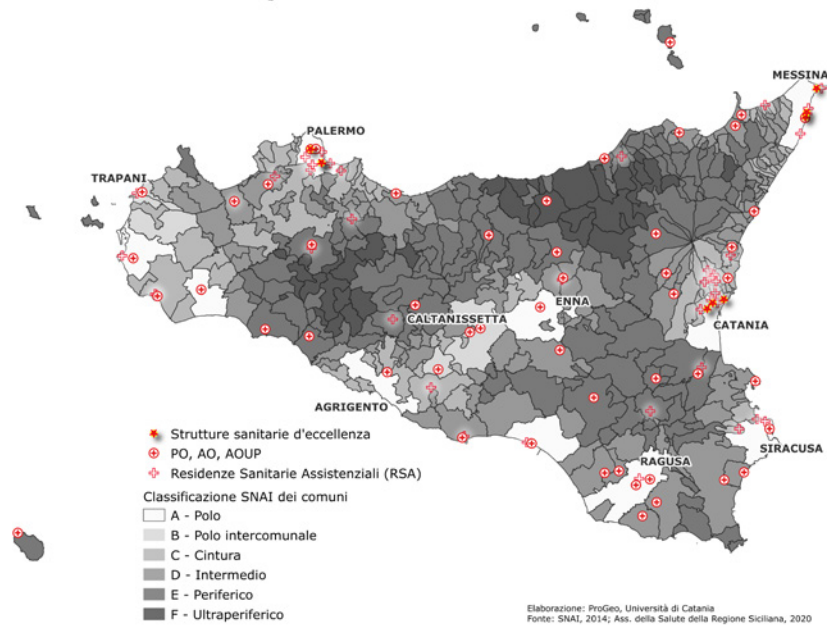 MESSINA
PALERMO
TRAPANI
ENNA
CALTANISSETTA
CATANIA
AGRIGENTO
SIRACUSA
RAGUSA
Strutture sanitarie d'eccellenza
PO, AO, AOUP
Residenze Sanitarie Assistenziali (RSA)
Classificazione SNAI dei comuni
A - Polo
B - Polo intercomunale
C - Cintura
D - Intermedio
E - Periferico
F - Ultraperiferico
Elaborazione: ProGeo, Università di Catania
Fonte: SNAI, 2014; Ass. della Salute della Regione Siciliana, 2020